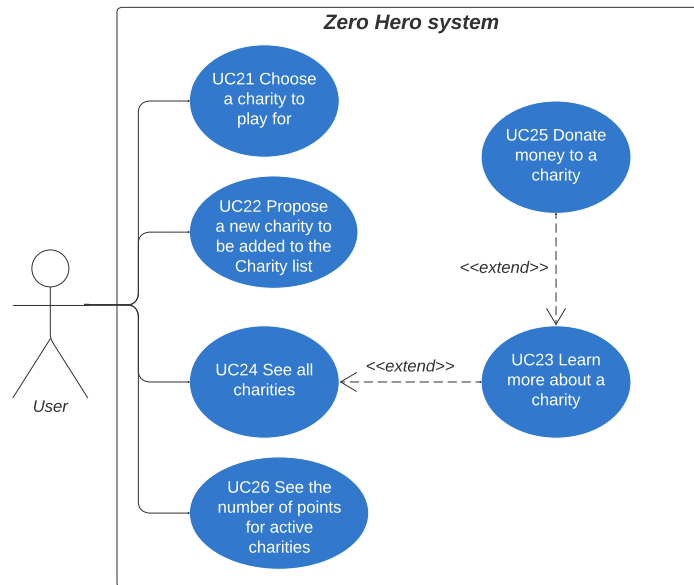 Zero Hero system
UC21 Choose
a charity to
play for
UC25 Donate
money to a
charity
UC22 Propose
a new charity to
be added to the
Charity list
<<extend>>
UC24 See all
charities
<<extend>>
UC23 Learn
more about a
charity
User
UC26 See the
number of points
for active
charities